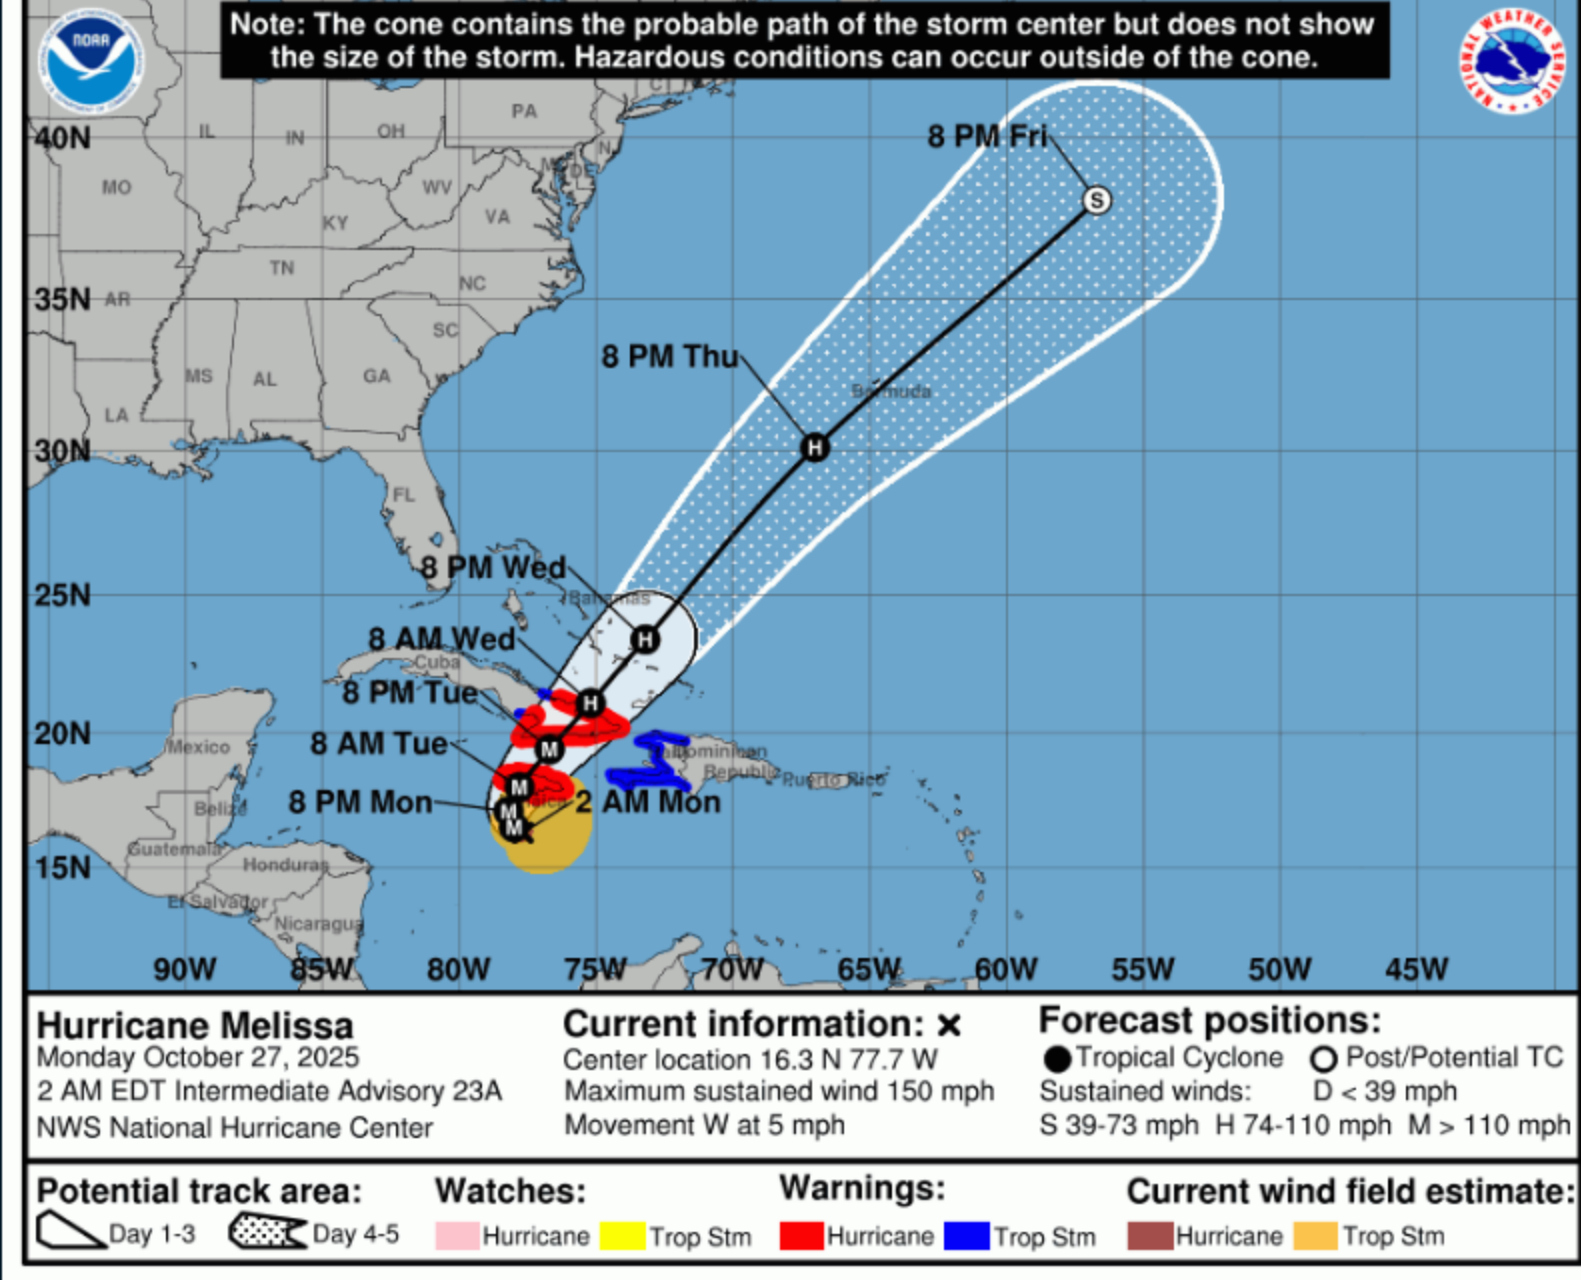 Note: The cone contains the probable path of the storm center but does not show
the size of the storm. Hazardous conditions can occur outside of the cone.
NOAA
NATIONAL WEATHER SERVICE
PA
8 PM Fri
40N
IL
IN
OH
MO
WV
S
KY
VA
TN
NC
35N
AR
SC
8 PM Thu
MS
AL
GA
Bermuda
LA
30N
H
FL
8 PM Wed
25N
Bahamas
8 AM Wed
H
Cuba
8 PM Tue
H
20N
8 AM Tue
M
Mexico
Dominican
Republic
Puerto Rico
M
8 PM Mon
M
2 AM Mon
Belize
M
Guatemala
15N
Honduras
El Salvador
Nicaragua
90W 85W 80W 75W 70W 65W 60W 55W 50W 45W
Hurricane Melissa
Monday October 27, 2025
2 AM EDT Intermediate Advisory 23A
NWS National Hurricane Center
Current information: ×
Center location 16.3 N 77.7 W
Maximum sustained wind 150 mph
Movement W at 5 mph
Forecast positions:
Tropical Cyclone Post/Potential TC
Sustained winds: D < 39 mph
S 39-73 mph H 74-110 mph M > 110 mph
Potential track area:
Day 1-3 Day 4-5
Watches:
Hurricane Trop Stm
Warnings:
Hurricane Trop Stm
Current wind field estimate:
Hurricane Trop Stm